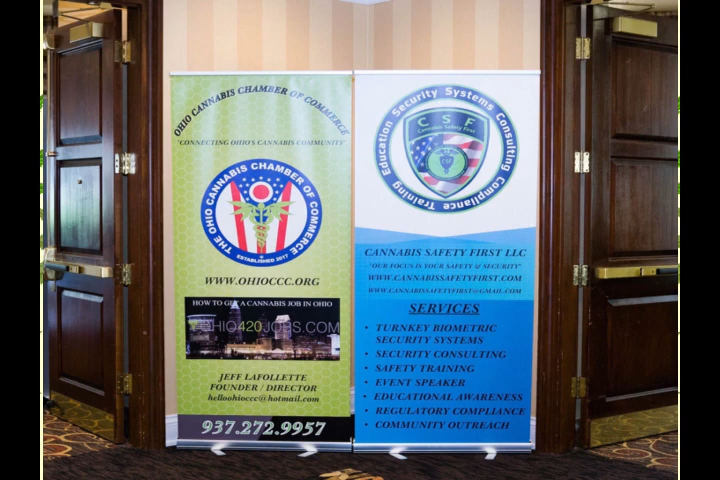 OHIO CANNABIS CHAMBER OF COMMERCE
"CONNECTING OHIO'S CANNABIS COMMUNITY"
THE OHIO CANNABIS CHAMBER OF COMMERCE
ESTABLISHED 2017
WWW.OHIOCCC.ORG
HOW TO GET A CANNABIS JOB IN OHIO
OHIO420JOBS.COM
JEFF LAFOLLETTE
FOUNDER / DIRECTOR
helloohioccc@hotmail.com
937.272.9957
Education Security Systems Consulting Compliance Training
CSF
Cannabis Safety First
CANNABIS SAFETY FIRST LLC
"OUR FOCUS IS YOUR SAFETY & SECURITY"
WWW.CANNABISSAFETYFIRST.COM
WWW.CANNABISSAFETYFIRST@GMAIL.COM
SERVICES
• TURNKEY BIOMETRIC
SECURITY SYSTEMS
• SECURITY CONSULTING
• SAFETY TRAINING
• EVENT SPEAKER
• EDUCATIONAL AWARENESS
• REGULATORY COMPLIANCE
• COMMUNITY OUTREACH